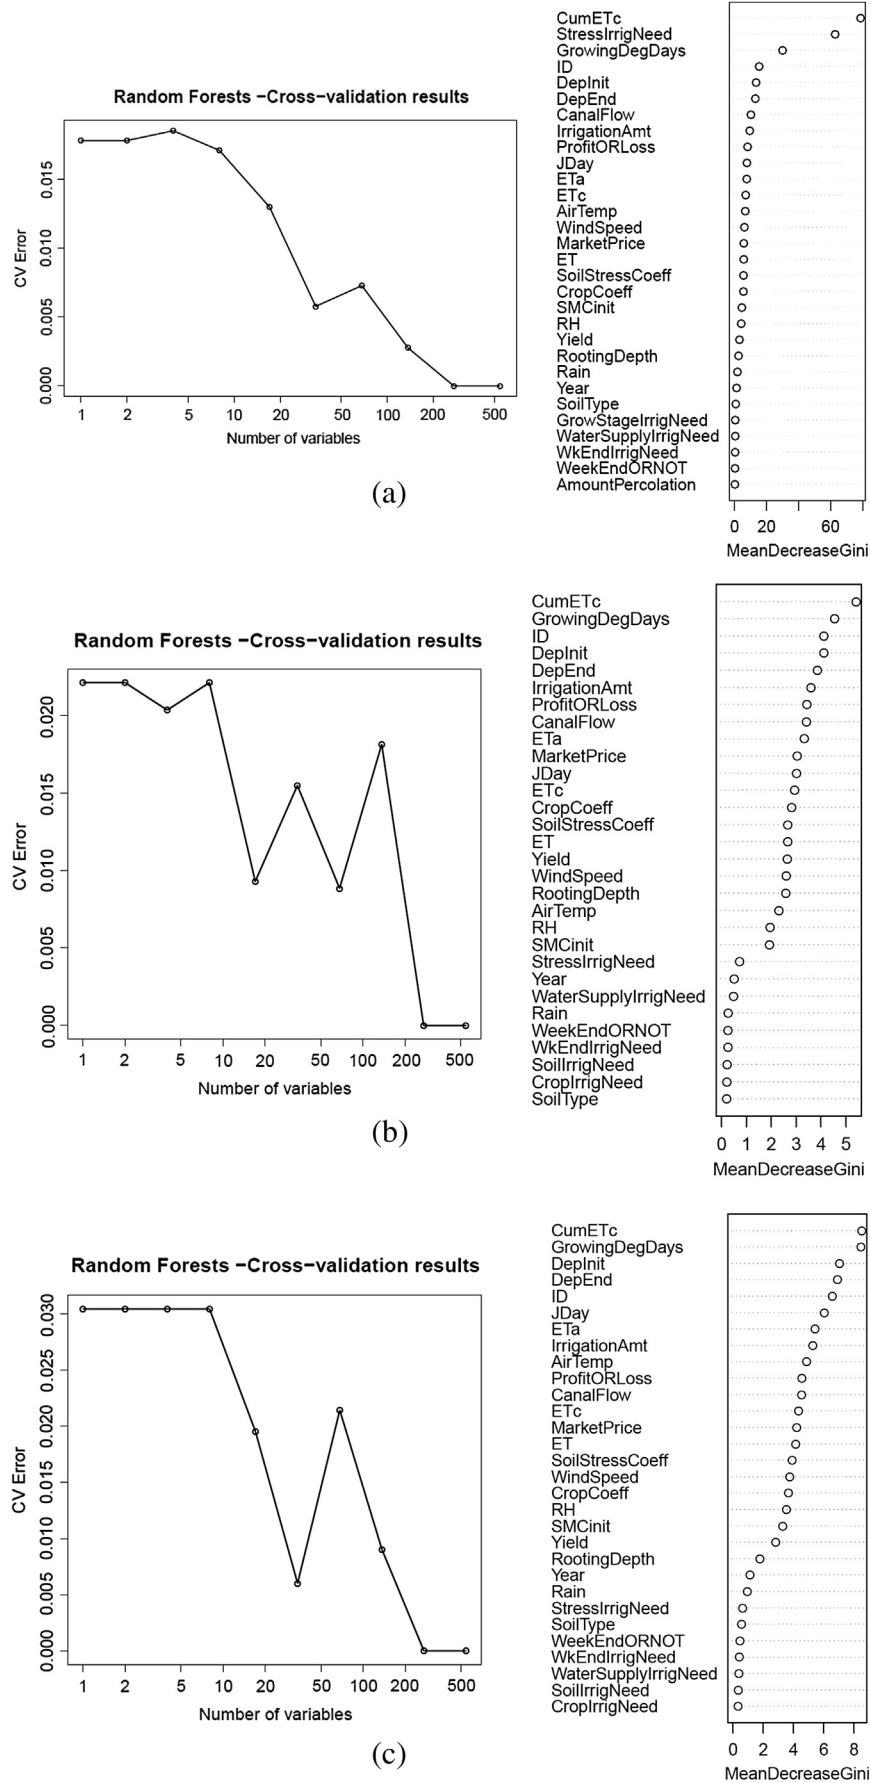 Random Forests −Cross−validation results
CV Error
0.015
0.010
0.005
0.000
1 2 5 10 20 50 100 200 500
Number of variables
CumETc
StressIrrigNeed
GrowingDegDays
ID
DepInit
DepEnd
CanalFlow
IrrigationAmt
ProfitORLoss
JDay
ETa
ETc
AirTemp
WindSpeed
MarketPrice
ET
SoilStressCoeff
CropCoeff
SMCinit
RH
Yield
RootingDepth
Rain
Year
SoilType
GrowStageIrrigNeed
WaterSupplyIrrigNeed
WkEndIrrigNeed
WeekEndORNOT
AmountPercolation
0 20 60
MeanDecreaseGini
(a)
Random Forests −Cross−validation results
CV Error
0.020
0.015
0.010
0.005
0.000
1 2 5 10 20 50 100 200 500
Number of variables
CumETc
GrowingDegDays
ID
DepInit
DepEnd
IrrigationAmt
ProfitORLoss
CanalFlow
ETa
MarketPrice
JDay
ETc
CropCoeff
SoilStressCoeff
ET
Yield
WindSpeed
RootingDepth
AirTemp
RH
SMCinit
StressIrrigNeed
Year
WaterSupplyIrrigNeed
Rain
WeekEndORNOT
WkEndIrrigNeed
SoilIrrigNeed
CropIrrigNeed
SoilType
0 1 2 3 4 5
MeanDecreaseGini
(b)
Random Forests −Cross−validation results
CV Error
0.030
0.025
0.020
0.015
0.010
0.005
0.000
1 2 5 10 20 50 100 200 500
Number of variables
CumETc
GrowingDegDays
DepInit
DepEnd
ID
JDay
ETa
IrrigationAmt
AirTemp
ProfitORLoss
CanalFlow
ETc
MarketPrice
ET
SoilStressCoeff
WindSpeed
CropCoeff
RH
SMCinit
Yield
RootingDepth
Year
Rain
StressIrrigNeed
SoilType
WeekEndORNOT
WkEndIrrigNeed
WaterSupplyIrrigNeed
SoilIrrigNeed
CropIrrigNeed
0 2 4 6 8
MeanDecreaseGini
(c)